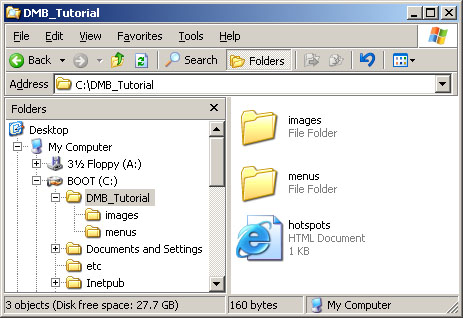 DMB_Tutorial
File Edit View Favorites Tools Help
Back Search Folders
Address C:\DMB_Tutorial
Folders
Desktop
My Computer
3½ Floppy (A:)
BOOT (C:)
DMB_Tutorial
images
menus
Documents and Settings
etc
Inetpub
images
File Folder
menus
File Folder
hotspots
HTML Document
1 KB
3 objects (Disk free space: 27.7 GB) 160 bytes My Computer